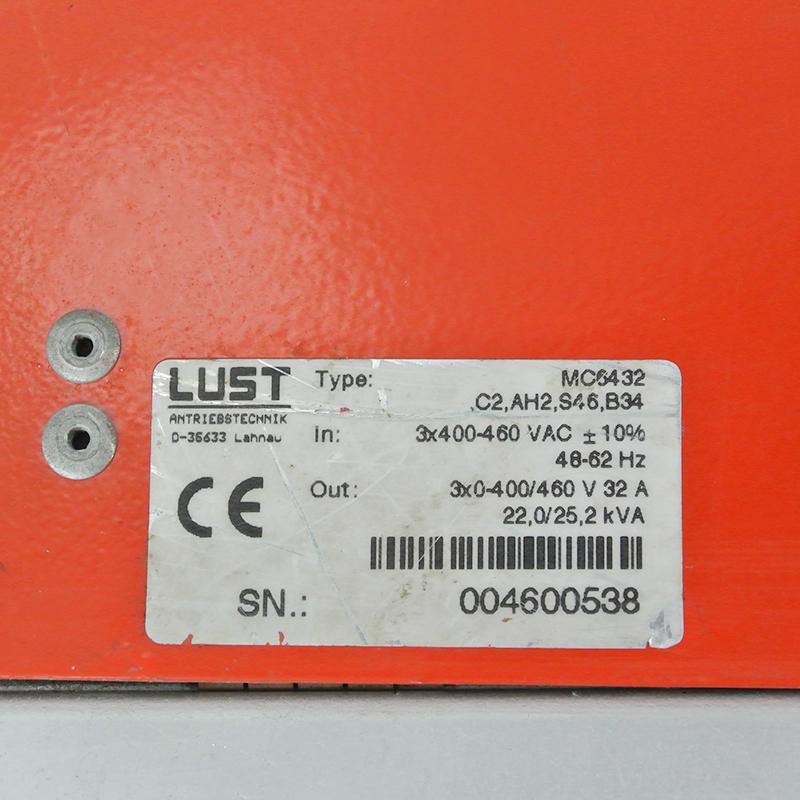 LUST
ANTRIEBSTECHNIK
D-35633 Lahnau
Type: MC6432
,C2,AH2,S46,B34
In: 3x400-460 VAC ±10%
48-62 Hz
Out: 3x0-400/460 V 32 A
22,0/25,2 kVA
CE
SN.: 004600538